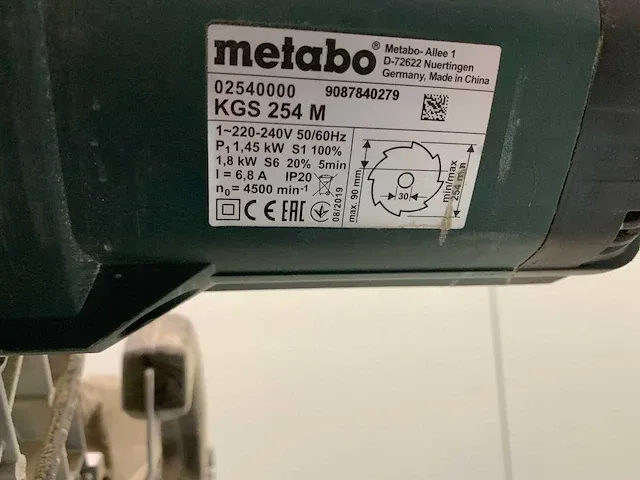 metabo®
Metabo- Allee 1
D-72622 Nuertingen
Germany, Made in China
02540000 9087840279
KGS 254 M
1~220-240V 50/60Hz
P1 1,45 kW S1 100%
1,8 kW S6 20% 5min
I = 6,8 A IP20
n0 = 4500 min-1
08/2019
CE EAC
max. 90 mm
30
min/max
254 mm